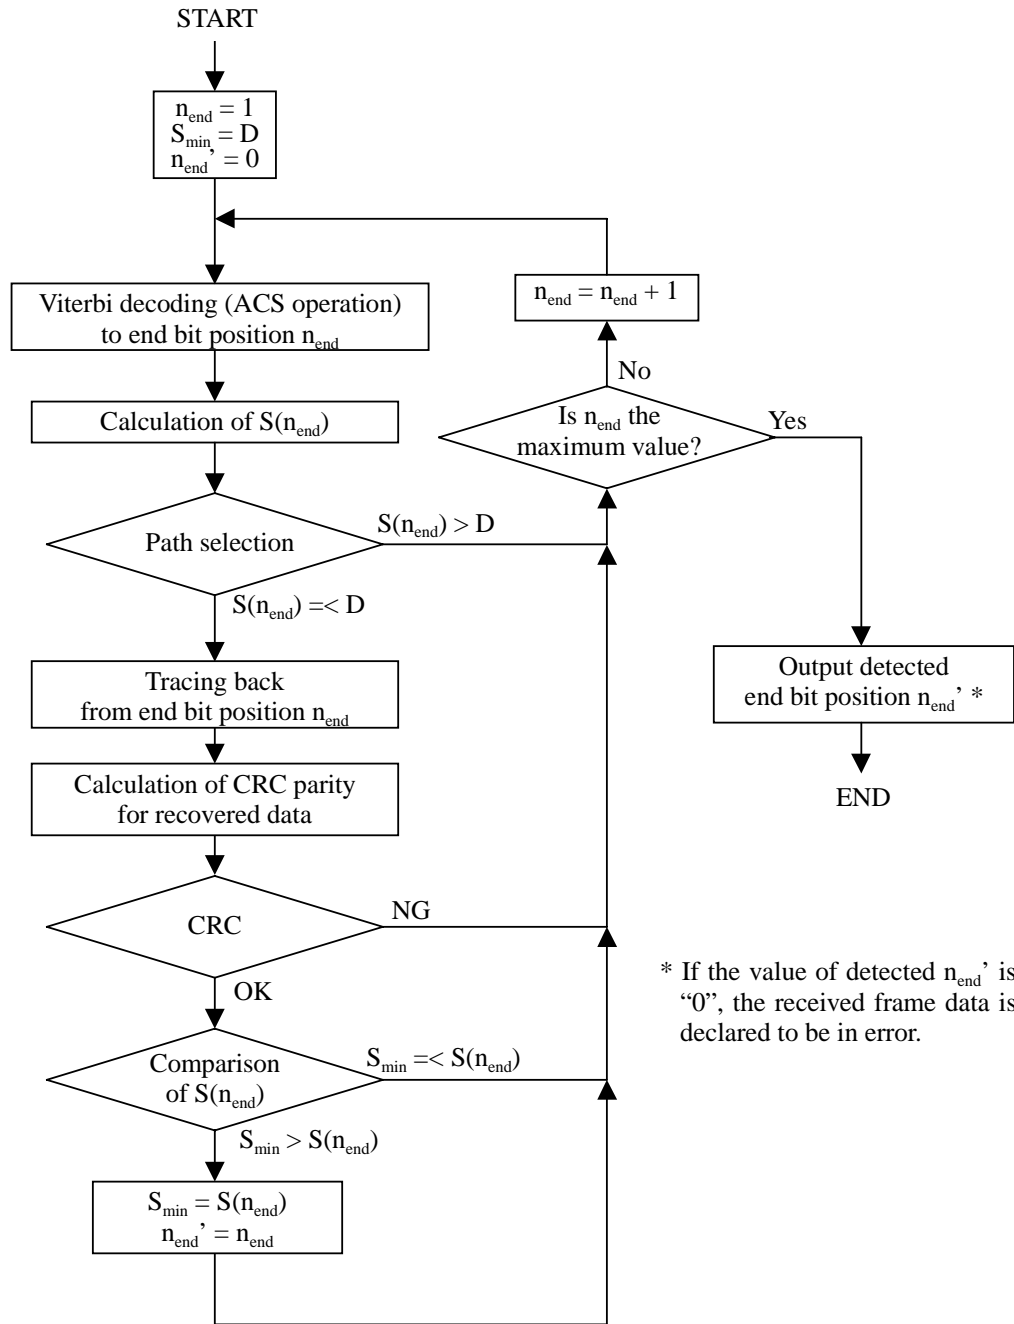 START
n_end = 1
S_min = D
n_end’ = 0
Viterbi decoding (ACS operation)
to end bit position n_end
n_end = n_end + 1
No
Calculation of S(n_end)
Is n_end the
maximum value?
Yes
Path selection
S(n_end) > D
S(n_end) =< D
Tracing back
from end bit position n_end
Output detected
end bit position n_end’ *
Calculation of CRC parity
for recovered data
END
CRC
NG
OK
* If the value of detected n_end’ is
“0”, the received frame data is
declared to be in error.
Comparison
of S(n_end)
S_min =< S(n_end)
S_min > S(n_end)
S_min = S(n_end)
n_end’ = n_end